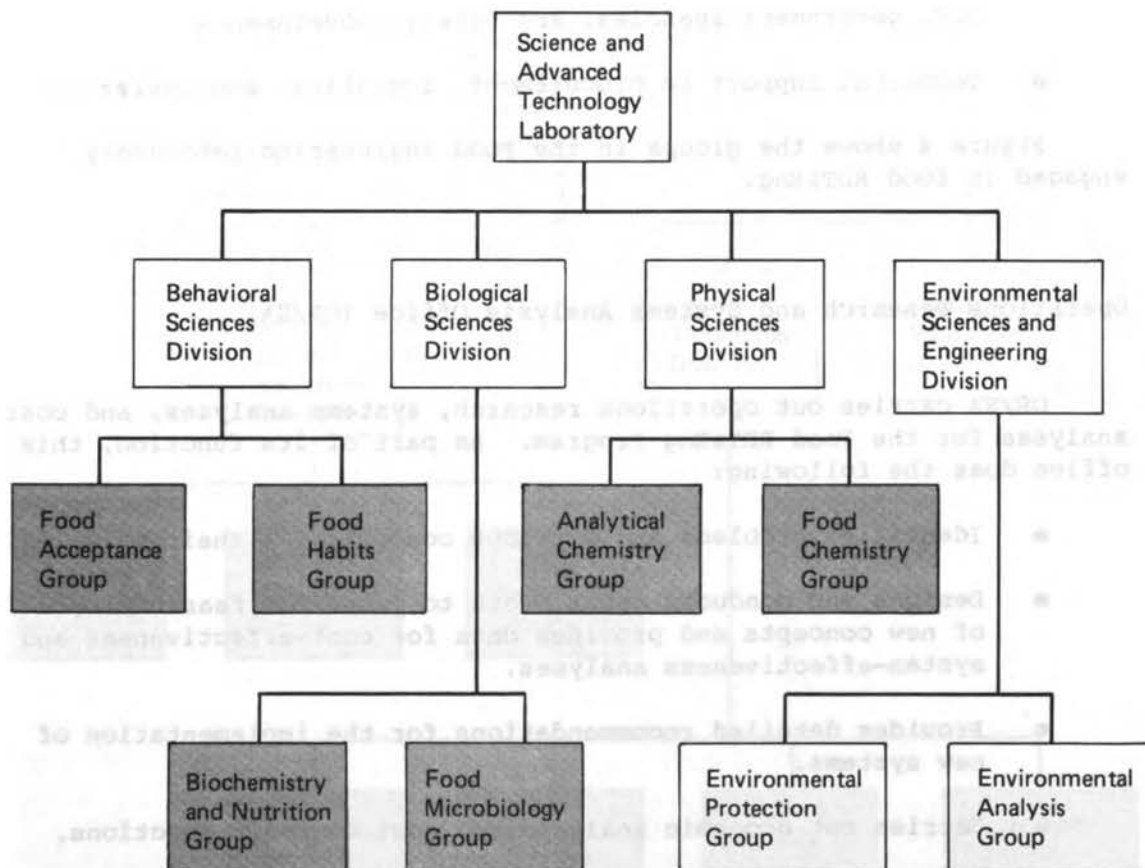 Science and
Advanced
Technology
Laboratory
Behavioral
Sciences
Division
Biological
Sciences
Division
Physical
Sciences
Division
Environmental
Sciences and
Engineering
Division
Food
Acceptance
Group
Food
Habits
Group
Analytical
Chemistry
Group
Food
Chemistry
Group
Biochemistry
and Nutrition
Group
Food
Microbiology
Group
Environmental
Protection
Group
Environmental
Analysis
Group